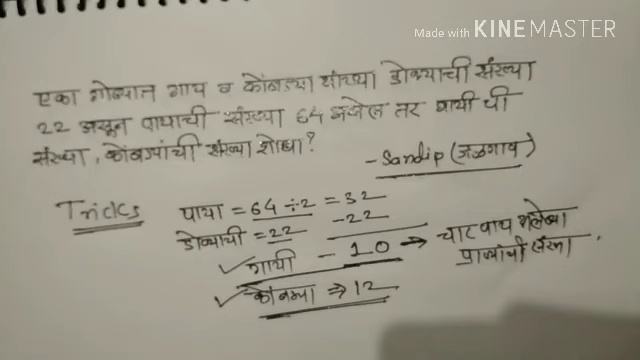 Made with KINEMASTER
एका गोठ्यात गाय व कोंबड्या यांच्या डोक्याची संख्या
22 असून पायाची संख्या 64 असेल तर गायी ची
संख्या, कोंबड्यांची संख्या शोधा?
- Sandip (जळगाव)
Tricks
पाया = 64 ÷ 2 = 32
डोक्याची = 22 -22
✓ गायी - 10 → चार पाय असलेल्या
प्राण्यांची संख्या.
✓ कोंबड्या ⇒ 12